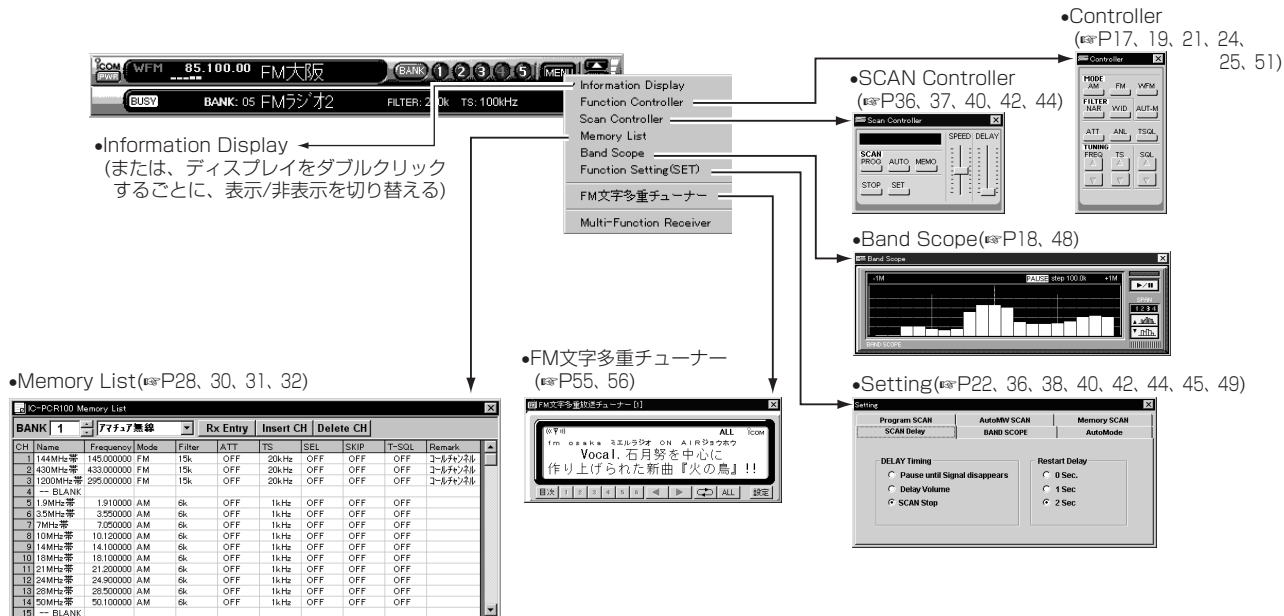 •Controller
(☞P17、19、21、24、
25、51)
ICOM
PWR
WFM 85.100.00 FM大阪
BANK 1 2 3 4 5 MENU
BUSY BANK: 05 FMラジオ2 FILTER: 2 0k TS: 100kHz
Information Display
Function Controller
Scan Controller
Memory List
Band Scope
Function Setting(SET)
FM文字多重チューナー
Multi-Function Receiver
•Information Display
(または、ディスプレイをダブルクリック
するごとに、表示/非表示を切り替える)
•SCAN Controller
(☞P36、37、40、42、44)
Scan Controller
SPEED DELAY
SCAN
PROG AUTO MEMO
STOP SET
Controller
MODE
AM FM WFM
FILTER
NAR WID AUT-M
ATT ANL TSQL
TUNING
FREQ TS SQL
•Band Scope(☞P18、48)
Band Scope
-1M PAUSE step 100.0k +1M
SPAN
1 2 3 4
BAND SCOPE
•Setting(☞P22、36、38、40、42、44、45、49)
Setting
Program SCAN AutoMW SCAN Memory SCAN
SCAN Delay BAND SCOPE AutoMode
DELAY Timing
Pause until Signal disappears
Delay Volume
SCAN Stop
Restart Delay
0 Sec.
1 Sec
2 Sec
•FM文字多重チューナー
(☞P55、56)
FM文字多重放送チューナー [1]
ALL ICOM
fm osaka ミエルラジオ ON AIRジョウホウ
Vocal. 石月努を中心に
作り上げられた新曲『火の鳥』!!
目次 1 2 3 4 5 6 ALL 設定
•Memory List(☞P28、30、31、32)
IC-PCR100 Memory List
BANK 1 アマチュア無線 Rx Entry Insert CH Delete CH
CH Name Frequency Mode Filter ATT TS SEL SKIP T-SQL Remark
1 144MHz帯 145.000000 FM 15k OFF 20kHz OFF OFF OFF コールチャンネル
2 430MHz帯 433.000000 FM 15k OFF 20kHz OFF OFF OFF コールチャンネル
3 1200MHz帯 295.000000 FM 15k OFF 20kHz OFF OFF OFF コールチャンネル
4 -- BLANK
5 1.9MHz帯 1.910000 AM 6k OFF 1kHz OFF OFF OFF
6 3.5MHz帯 3.550000 AM 6k OFF 1kHz OFF OFF OFF
7 7MHz帯 7.050000 AM 6k OFF 1kHz OFF OFF OFF
8 10MHz帯 10.120000 AM 6k OFF 1kHz OFF OFF OFF
9 14MHz帯 14.100000 AM 6k OFF 1kHz OFF OFF OFF
10 18MHz帯 18.100000 AM 6k OFF 1kHz OFF OFF OFF
11 21MHz帯 21.200000 AM 6k OFF 1kHz OFF OFF OFF
12 24MHz帯 24.900000 AM 6k OFF 1kHz OFF OFF OFF
13 28MHz帯 28.500000 AM 6k OFF 1kHz OFF OFF OFF
14 50MHz帯 50.100000 AM 6k OFF 1kHz OFF OFF OFF
15 -- BLANK